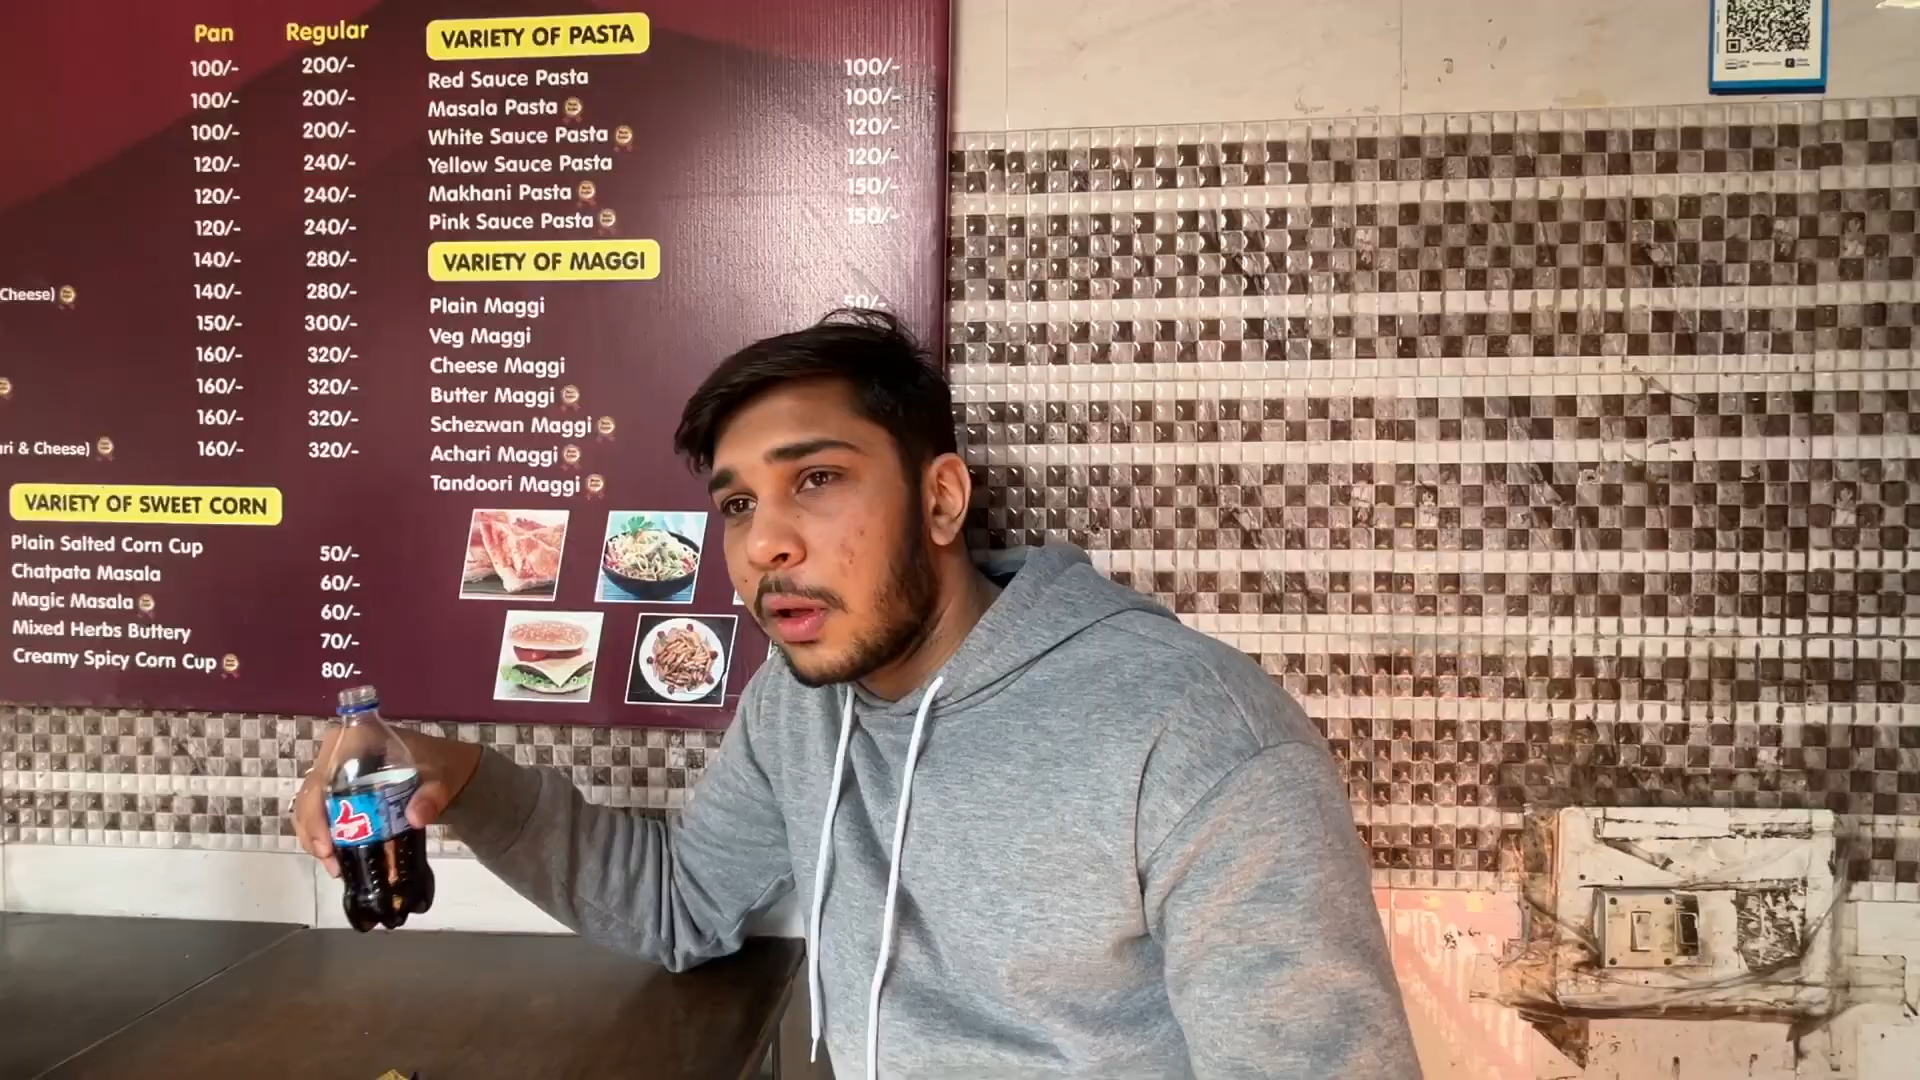 Pan Regular
100/- 200/-
100/- 200/-
100/- 200/-
120/- 240/-
120/- 240/-
120/- 240/-
140/- 280/-
Cheese) 140/- 280/-
150/- 300/-
160/- 320/-
160/- 320/-
160/- 320/-
ri & Cheese) 160/- 320/-
VARIETY OF SWEET CORN
Plain Salted Corn Cup 50/-
Chatpata Masala 60/-
Magic Masala 60/-
Mixed Herbs Buttery 70/-
Creamy Spicy Corn Cup 80/-
VARIETY OF PASTA
Red Sauce Pasta 100/-
Masala Pasta 100/-
White Sauce Pasta 120/-
Yellow Sauce Pasta 120/-
Makhani Pasta 150/-
Pink Sauce Pasta 150/-
VARIETY OF MAGGI
Plain Maggi 50/-
Veg Maggi
Cheese Maggi
Butter Maggi
Schezwan Maggi
Achari Maggi
Tandoori Maggi